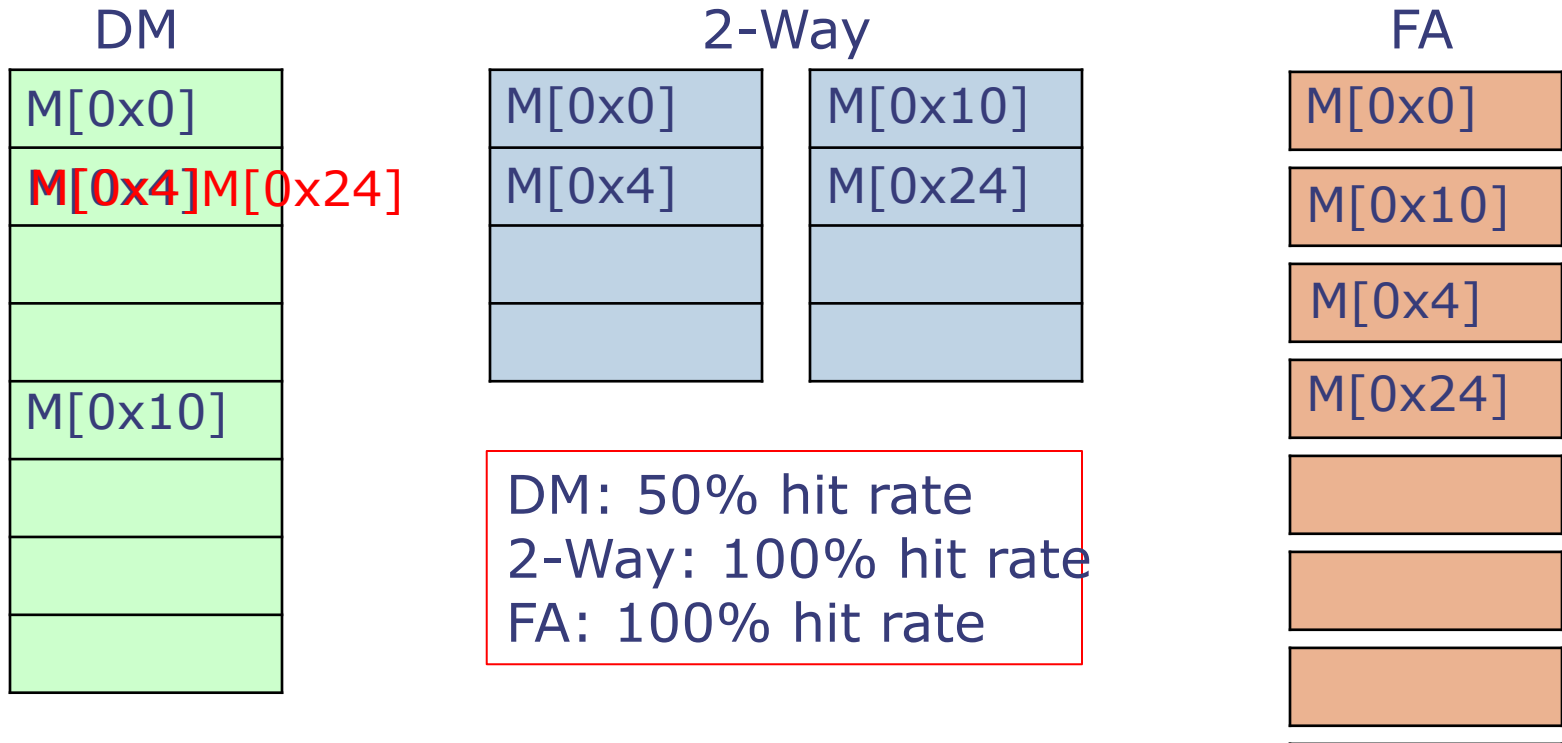 DM
M[0x0]
M[0x4] M[0x24]
M[0x10]
2-Way
M[0x0] M[0x10]
M[0x4] M[0x24]
DM: 50% hit rate
2-Way: 100% hit rate
FA: 100% hit rate
FA
M[0x0]
M[0x10]
M[0x4]
M[0x24]